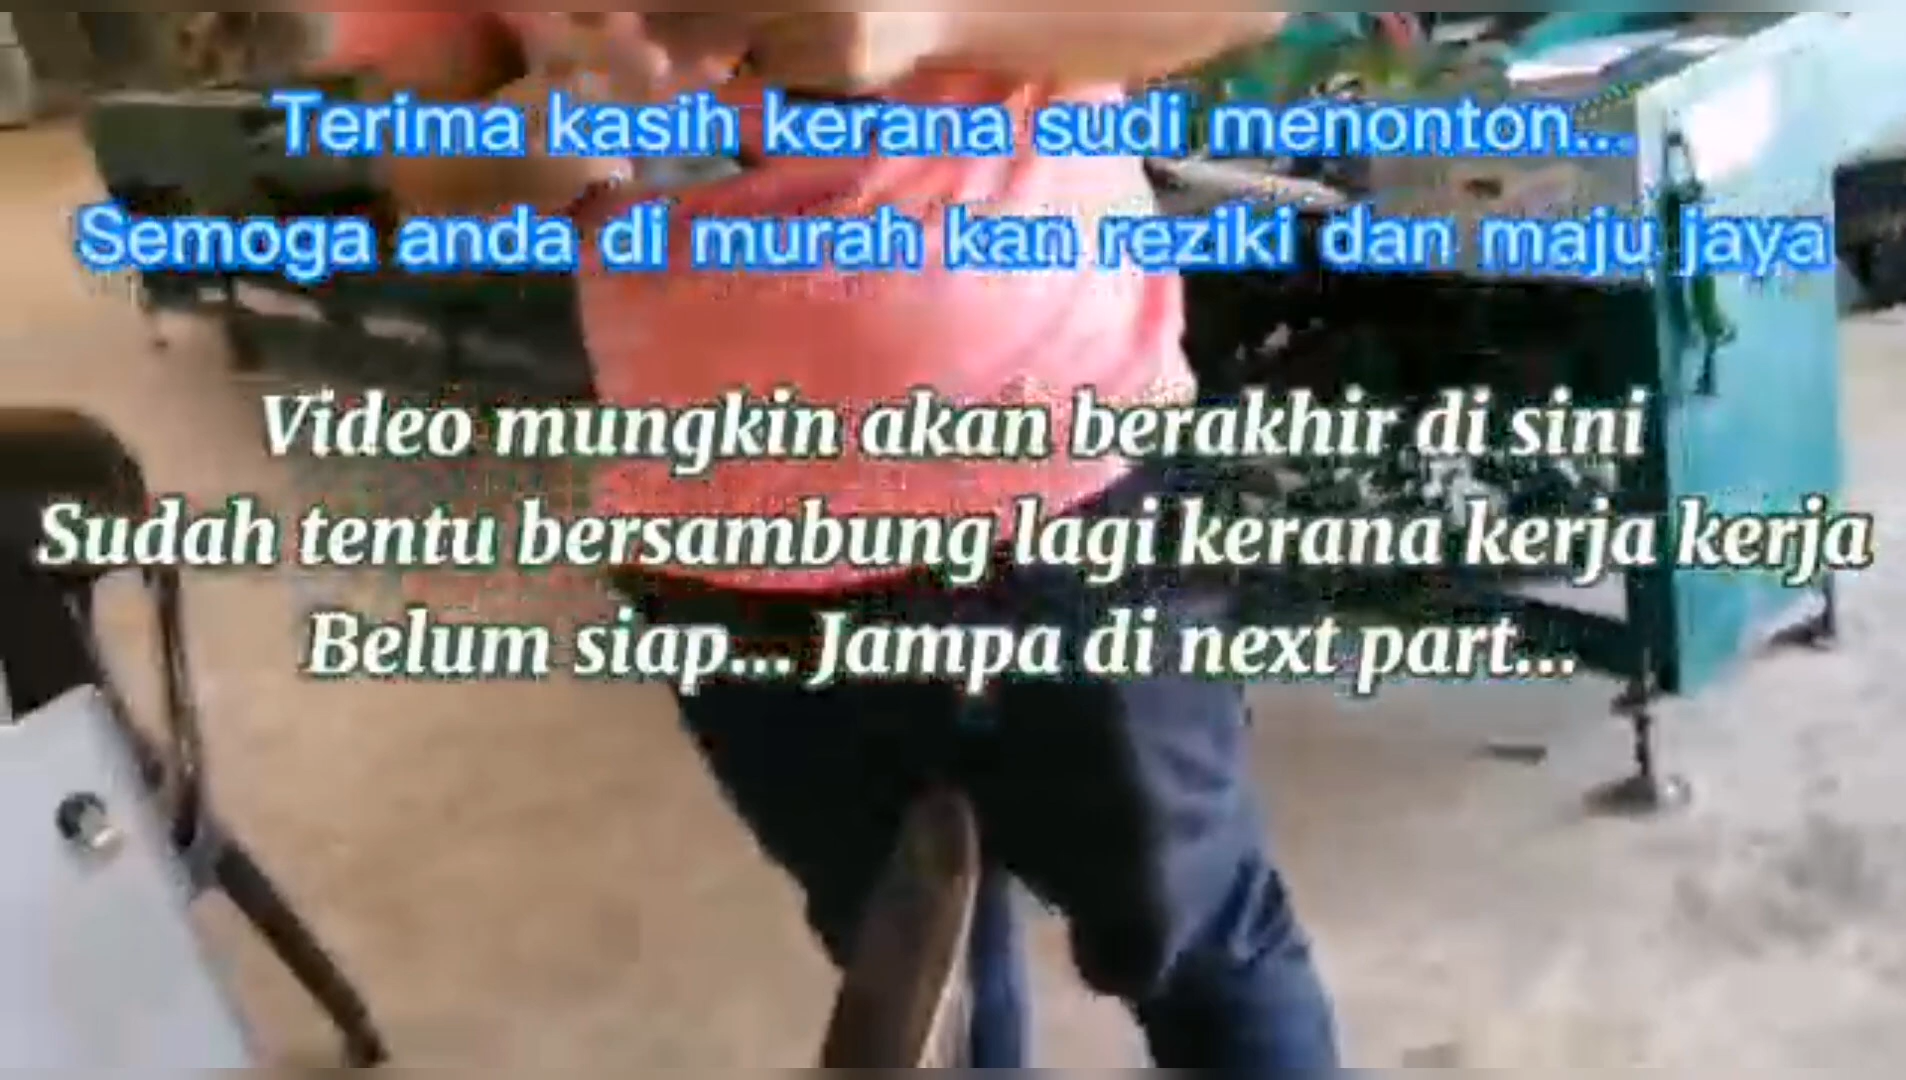 Terima kasih kerana sudi menonton...
Semoga anda di murah kan reziki dan maju jaya
Video mungkin akan berakhir di sini
Sudah tentu bersambung lagi kerana kerja kerja
Belum siap... Jampa di next part...